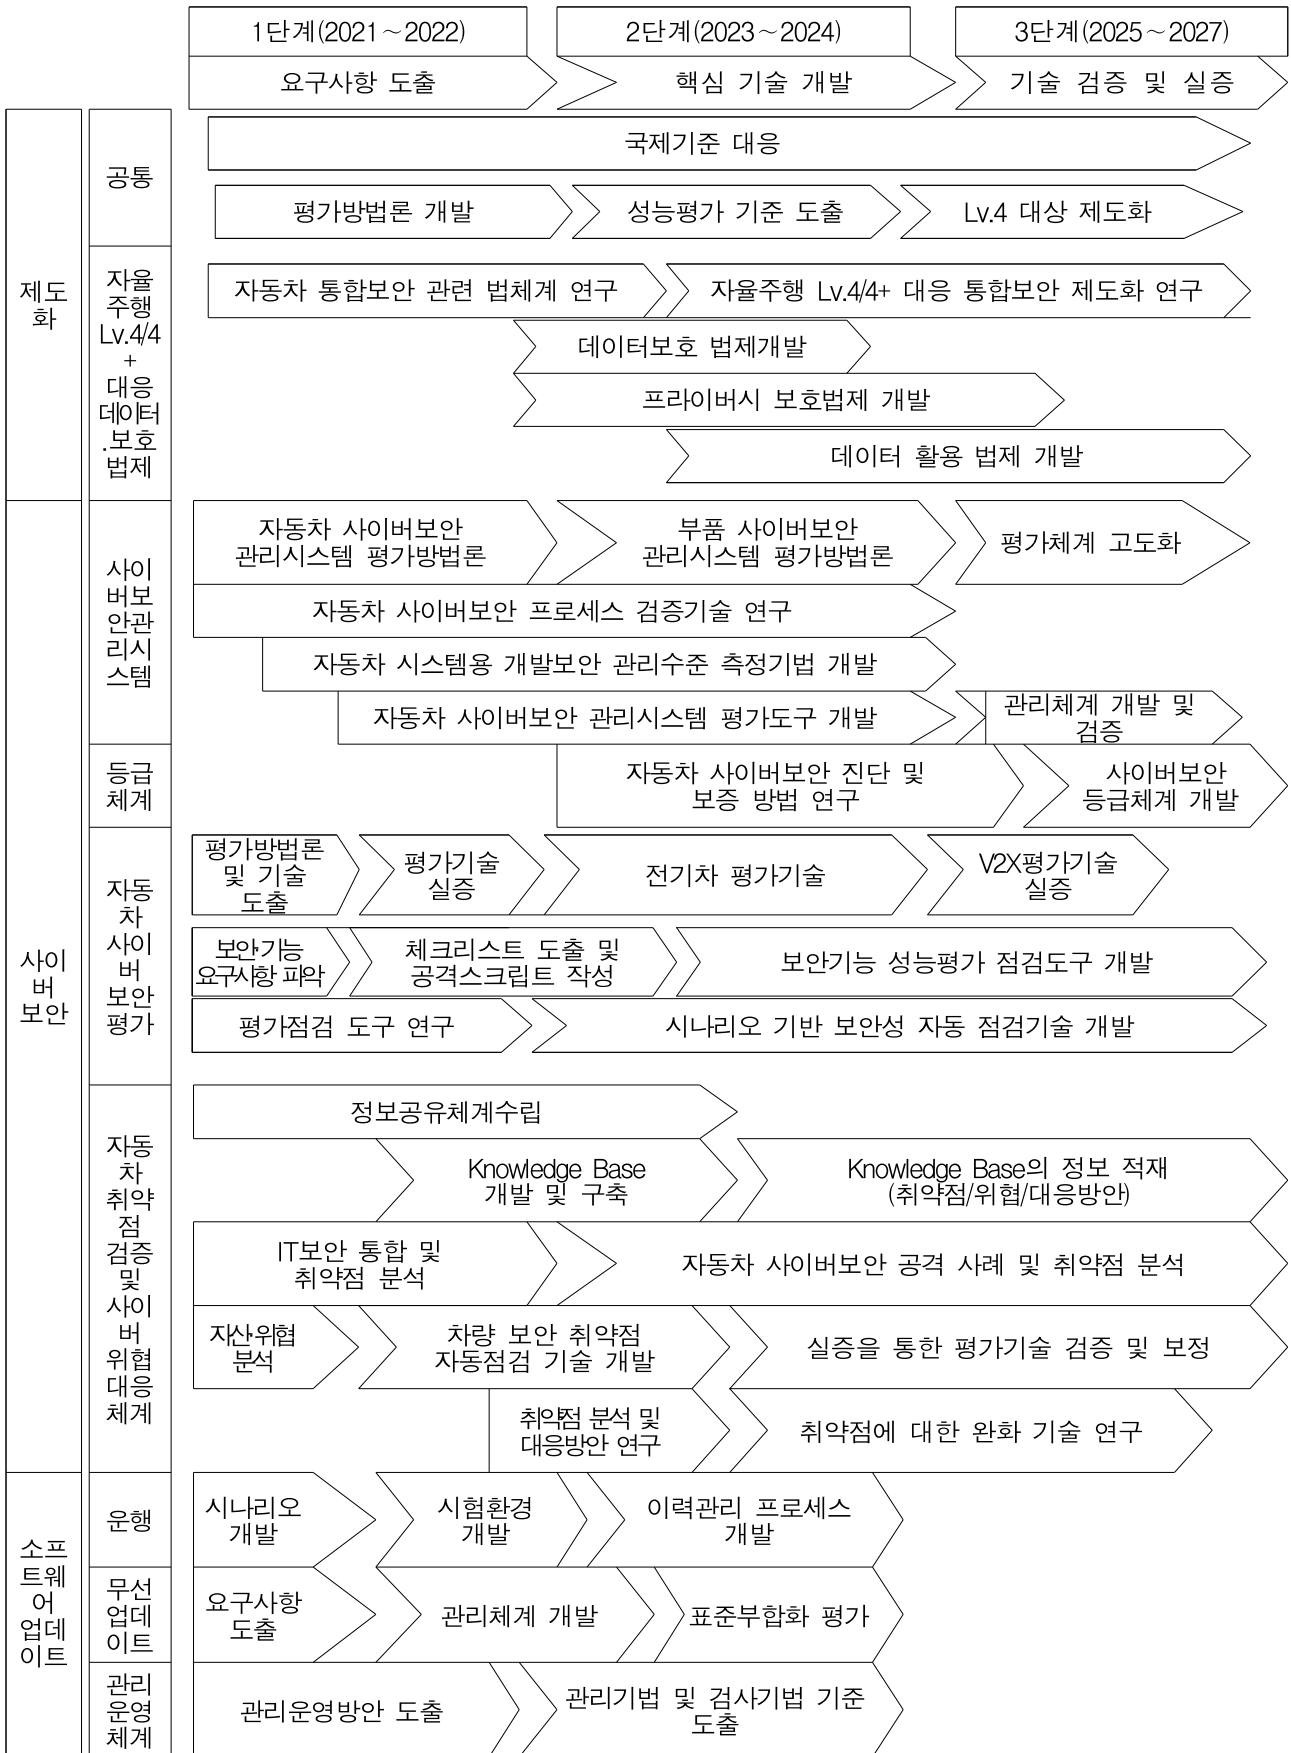 1단계(2021～2022)
2단계(2023～2024)
3단계(2025～2027)
요구사항 도출
핵심 기술 개발
기술 검증 및 실증
제도
화
공통
국제기준 대응
평가방법론 개발
성능평가 기준 도출
Lv.4 대상 제도화
자율
주행
Lv.4/4
+
대응
데이터
.보호
법제
자동차 통합보안 관련 법체계 연구
자율주행 Lv.4/4+ 대응 통합보안 제도화 연구
데이터보호 법제개발
프라이버시 보호법제 개발
데이터 활용 법제 개발
사이
버
보안
사이
버보
안관
리시
스템
자동차 사이버보안
관리시스템 평가방법론
부품 사이버보안
관리시스템 평가방법론
평가체계 고도화
자동차 사이버보안 프로세스 검증기술 연구
자동차 시스템용 개발보안 관리수준 측정기법 개발
자동차 사이버보안 관리시스템 평가도구 개발
관리체계 개발 및
검증
등급
체계
자동차 사이버보안 진단 및
보증 방법 연구
사이버보안
등급체계 개발
자동
차
사이
버
보안
평가
평가방법론
및 기술
도출
평가기술
실증
전기차 평가기술
V2X평가기술
실증
보안기능
요구사항 파악
체크리스트 도출 및
공격스크립트 작성
보안기능 성능평가 점검도구 개발
평가점검 도구 연구
시나리오 기반 보안성 자동 점검기술 개발
자동
차
취약
점
검증
및
사이
버
위협
대응
체계
정보공유체계수립
Knowledge Base
개발 및 구축
Knowledge Base의 정보 적재
(취약점/위협/대응방안)
IT보안 통합 및
취약점 분석
자동차 사이버보안 공격 사례 및 취약점 분석
자산·위협
분석
차량 보안 취약점
자동점검 기술 개발
실증을 통한 평가기술 검증 및 보정
취약점 분석 및
대응방안 연구
취약점에 대한 완화 기술 연구
소프
트웨
어
업데
이트
운행
시나리오
개발
시험환경
개발
이력관리 프로세스
개발
무선
업데
이트
요구사항
도출
관리체계 개발
표준부합화 평가
관리
운영
체계
관리운영방안 도출
관리기법 및 검사기법 기준
도출